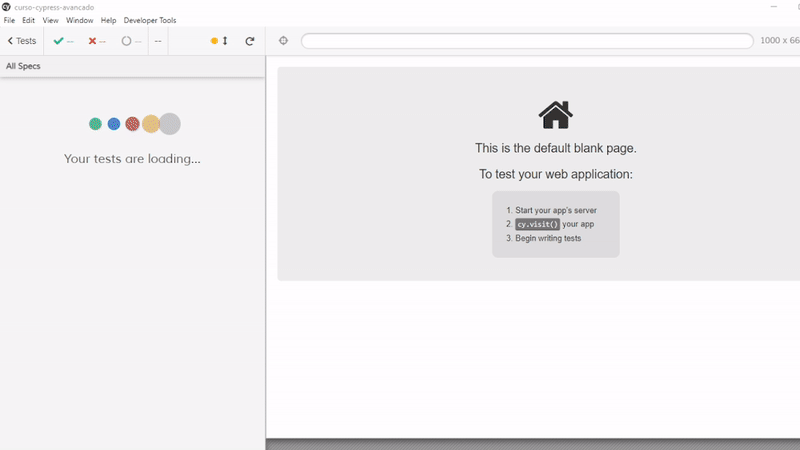 cy curso-cypress-avancado
File Edit View Window Help Developer Tools
Tests -- -- -- -- 1000 x 66
All Specs
Your tests are loading...
This is the default blank page.
To test your web application:
1. Start your app's server
2. cy.visit() your app
3. Begin writing tests